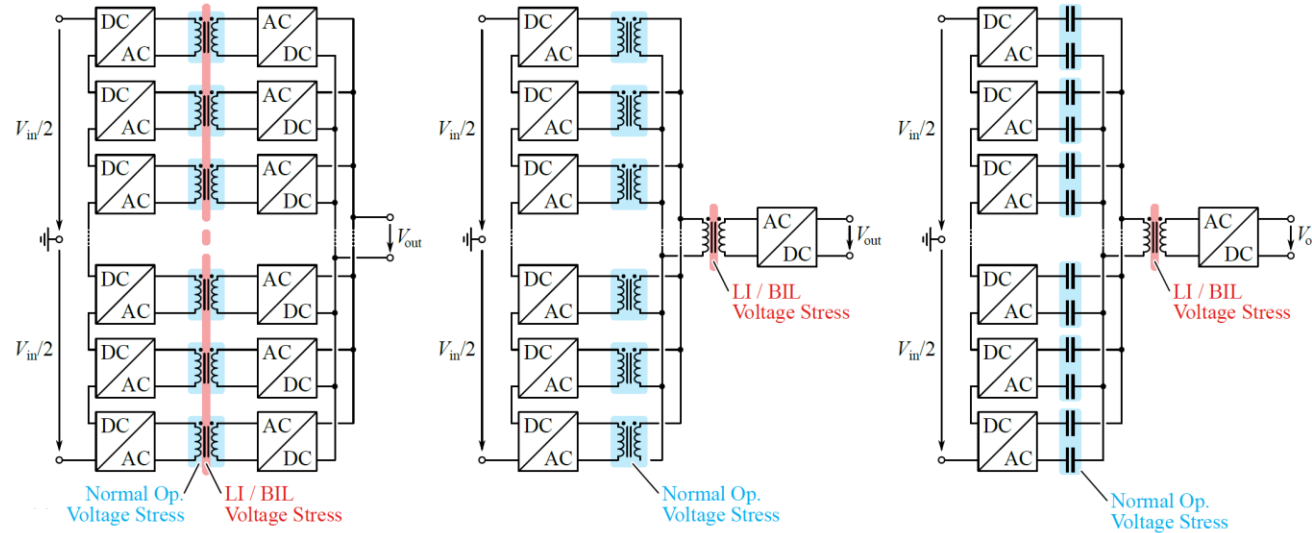 DC
AC
AC
DC
DC
AC
AC
DC
DC
AC
AC
DC
DC
AC
AC
DC
DC
AC
AC
DC
DC
AC
AC
DC
Vin/2
Vin/2
Vout
Normal Op.
Voltage Stress
LI / BIL
Voltage Stress
DC
AC
DC
AC
DC
AC
DC
AC
DC
AC
DC
AC
Vin/2
Vin/2
AC
DC
Vout
LI / BIL
Voltage Stress
Normal Op.
Voltage Stress
DC
AC
DC
AC
DC
AC
DC
AC
DC
AC
DC
AC
Vin/2
Vin/2
AC
DC
Vo
LI / BIL
Voltage Stress
Normal Op.
Voltage Stress